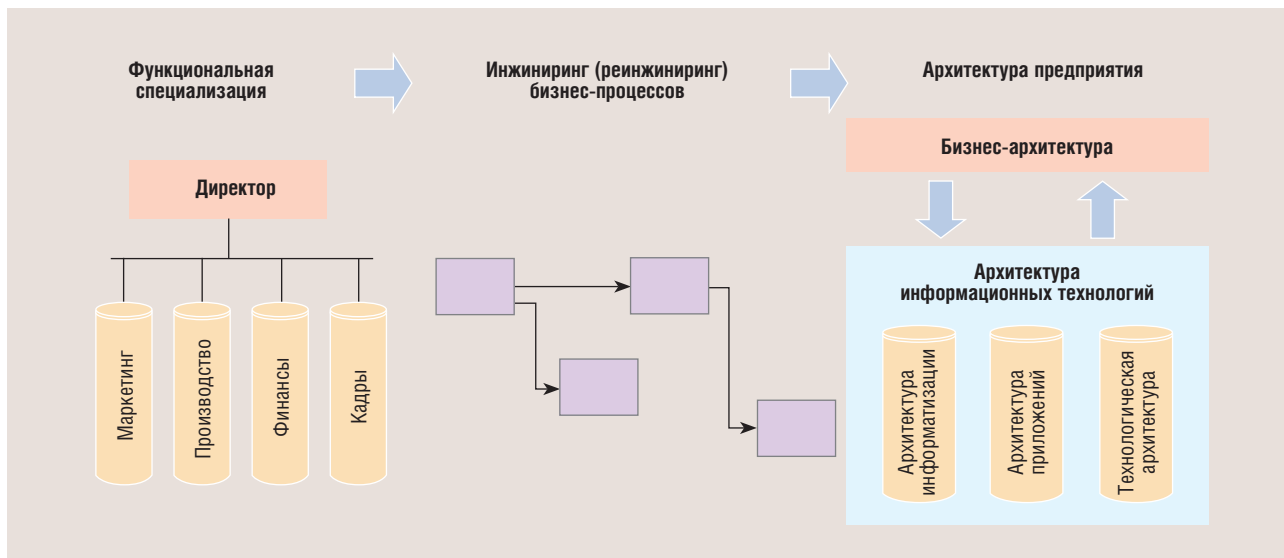 Функциональная
специализация
Инжиниринг (реинжиниринг)
бизнес-процессов
Архитектура предприятия
Директор
Маркетинг
Производство
Финансы
Кадры
Бизнес-архитектура
Архитектура
информационных технологий
Архитектура
информатизации
Архитектура
приложений
Технологическая
архитектура